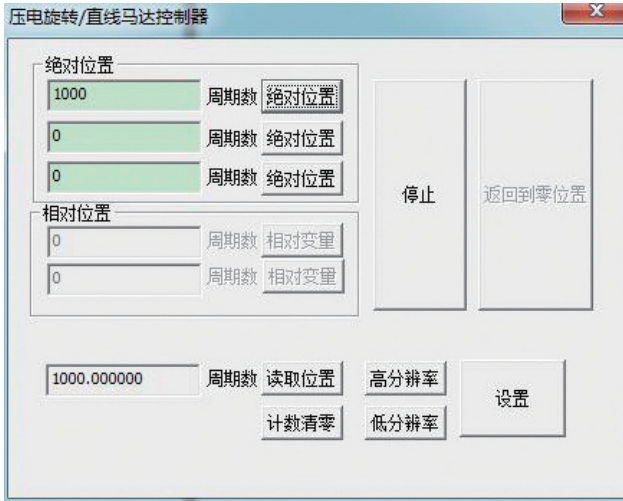 压电旋转/直线马达控制器
绝对位置
1000 周期数 绝对位置
0 周期数 绝对位置
0 周期数 绝对位置
停止 返回到零位置
相对位置
0 周期数 相对变量
0 周期数 相对变量
1000.000000 周期数 读取位置 高分辨率
设置
计数清零 低分辨率